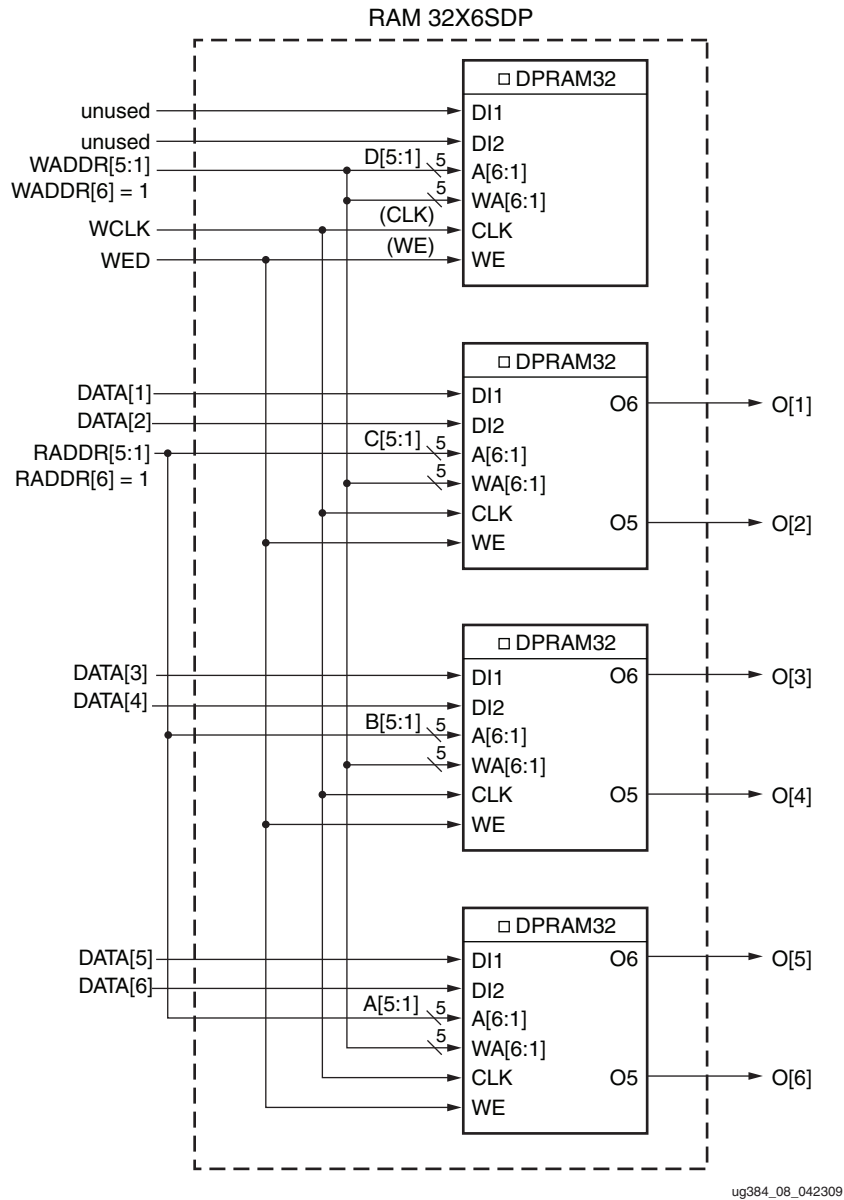 RAM 32X6SDP
□ DPRAM32
unused
DI1
unused
DI2
WADDR[5:1]
D[5:1]
5
A[6:1]
WADDR[6] = 1
5
WA[6:1]
WCLK
(CLK)
CLK
WED
(WE)
WE
□ DPRAM32
DATA[1]
DI1
O6
O[1]
DATA[2]
DI2
RADDR[5:1]
C[5:1]
5
A[6:1]
RADDR[6] = 1
5
WA[6:1]
CLK
O5
O[2]
WE
□ DPRAM32
DATA[3]
DI1
O6
O[3]
DATA[4]
DI2
B[5:1]
5
A[6:1]
5
WA[6:1]
CLK
O5
O[4]
WE
□ DPRAM32
DATA[5]
DI1
O6
O[5]
DATA[6]
DI2
A[5:1]
5
A[6:1]
5
WA[6:1]
CLK
O5
O[6]
WE
ug384_08_042309